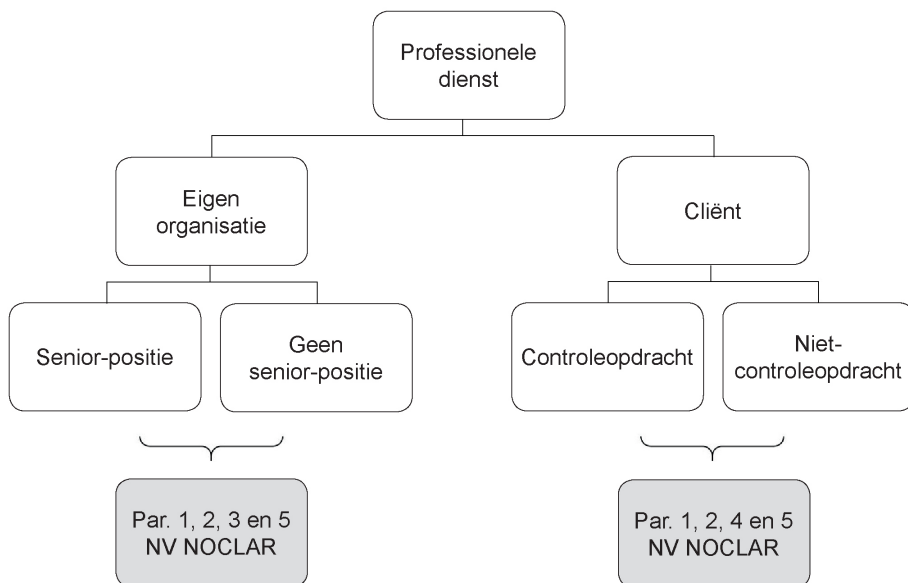 Professionele
dienst
Eigen
organisatie
Cliënt
Senior-positie
Geen
senior-positie
Controleopdracht
Niet-
controleopdracht
Par. 1, 2, 3 en 5
NV NOCLAR
Par. 1, 2, 4 en 5
NV NOCLAR